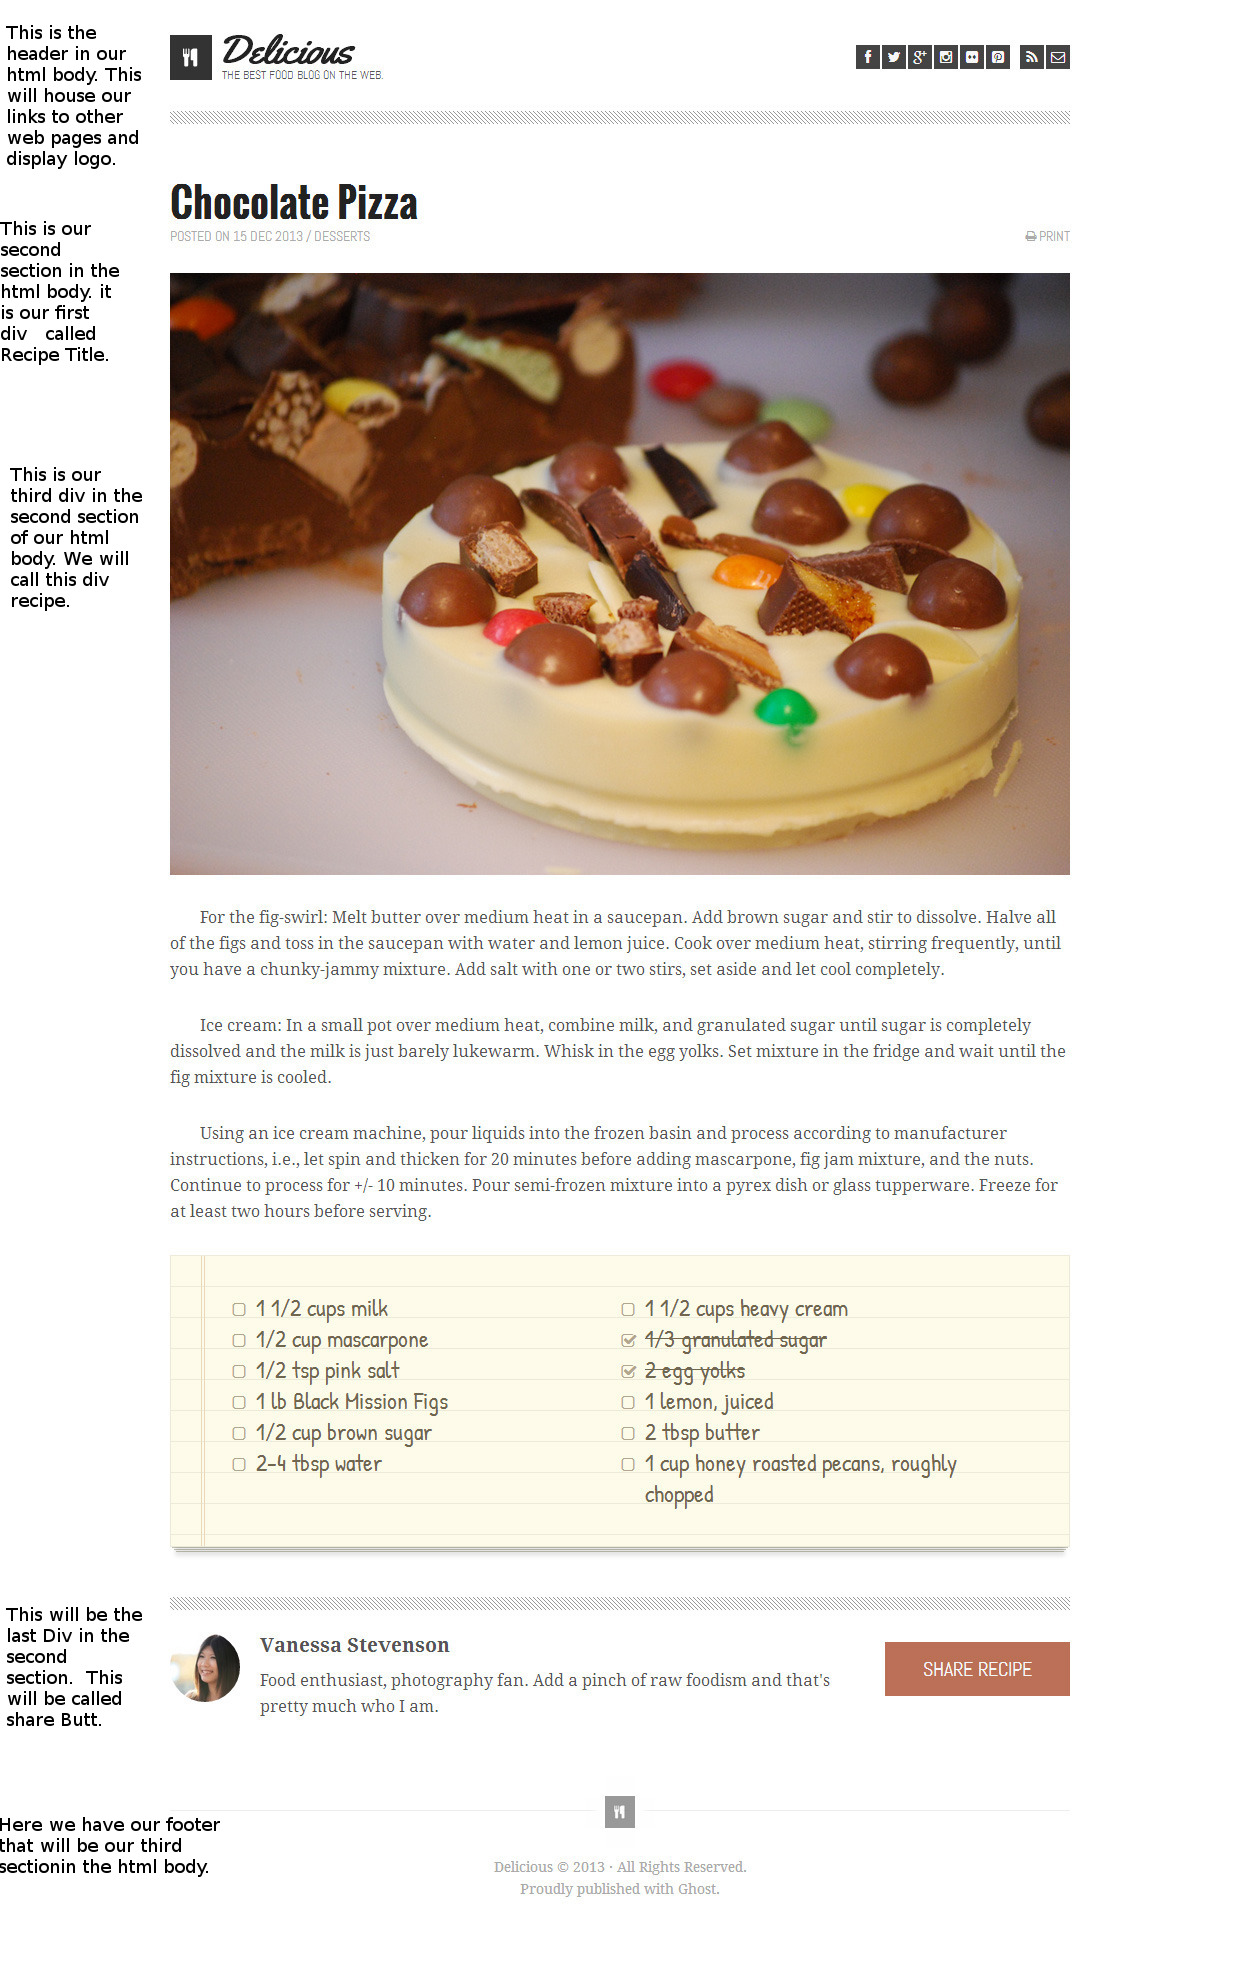 This is the
header in our
html body. This
will house our
links to other
web pages and
display logo.
Delicious
THE BEST FOOD BLOG ON THE WEB.
Chocolate Pizza
POSTED ON 15 DEC 2013 / DESSERTS
PRINT
This is our
second
section in the
html body. it
is our first
div called
Recipe Title.
This is our
third div in the
second section
of our html
body. We will
call this div
recipe.
For the fig-swirl: Melt butter over medium heat in a saucepan. Add brown sugar and stir to dissolve. Halve all
of the figs and toss in the saucepan with water and lemon juice. Cook over medium heat, stirring frequently, until
you have a chunky-jammy mixture. Add salt with one or two stirs, set aside and let cool completely.
Ice cream: In a small pot over medium heat, combine milk, and granulated sugar until sugar is completely
dissolved and the milk is just barely lukewarm. Whisk in the egg yolks. Set mixture in the fridge and wait until the
fig mixture is cooled.
Using an ice cream machine, pour liquids into the frozen basin and process according to manufacturer
instructions, i.e., let spin and thicken for 20 minutes before adding mascarpone, fig jam mixture, and the nuts.
Continue to process for +/- 10 minutes. Pour semi-frozen mixture into a pyrex dish or glass tupperware. Freeze for
at least two hours before serving.
1 1/2 cups milk
1/2 cup mascarpone
1/2 tsp pink salt
1 lb Black Mission Figs
1/2 cup brown sugar
2-4 tbsp water
1 1/2 cups heavy cream
1/3 granulated sugar
2 egg yolks
1 lemon, juiced
2 tbsp butter
1 cup honey roasted pecans, roughly
chopped
This will be the
last Div in the
second
section. This
will be called
share Butt.
Vanessa Stevenson
Food enthusiast, photography fan. Add a pinch of raw foodism and that's
pretty much who I am.
SHARE RECIPE
Here we have our footer
that will be our third
sectionin the html body.
Delicious © 2013 · All Rights Reserved.
Proudly published with Ghost.